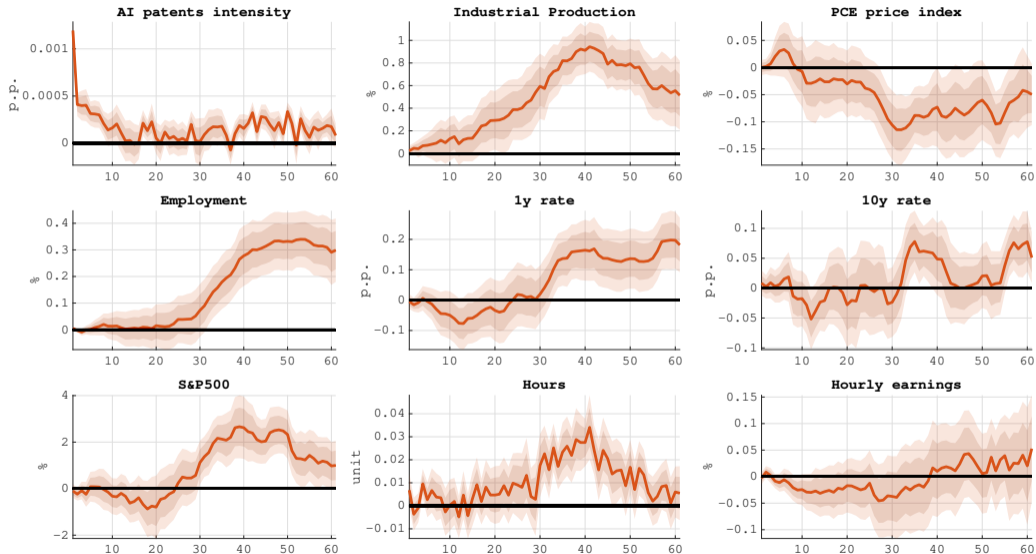 AI patents intensity
p.p.
0.001
0.0005
0
10 20 30 40 50 60
Industrial Production
%
1
0.8
0.6
0.4
0.2
0
10 20 30 40 50 60
PCE price index
%
0.05
0
-0.05
-0.1
-0.15
10 20 30 40 50 60
Employment
%
0.4
0.3
0.2
0.1
0
10 20 30 40 50 60
1y rate
p.p.
0.2
0.1
0
-0.1
10 20 30 40 50 60
10y rate
p.p.
0.1
0.05
0
-0.05
-0.1
10 20 30 40 50 60
S&P500
%
4
2
0
-2
10 20 30 40 50 60
Hours
unit
0.04
0.03
0.02
0.01
0
-0.01
10 20 30 40 50 60
Hourly earnings
%
0.15
0.1
0.05
0
-0.05
-0.1
10 20 30 40 50 60